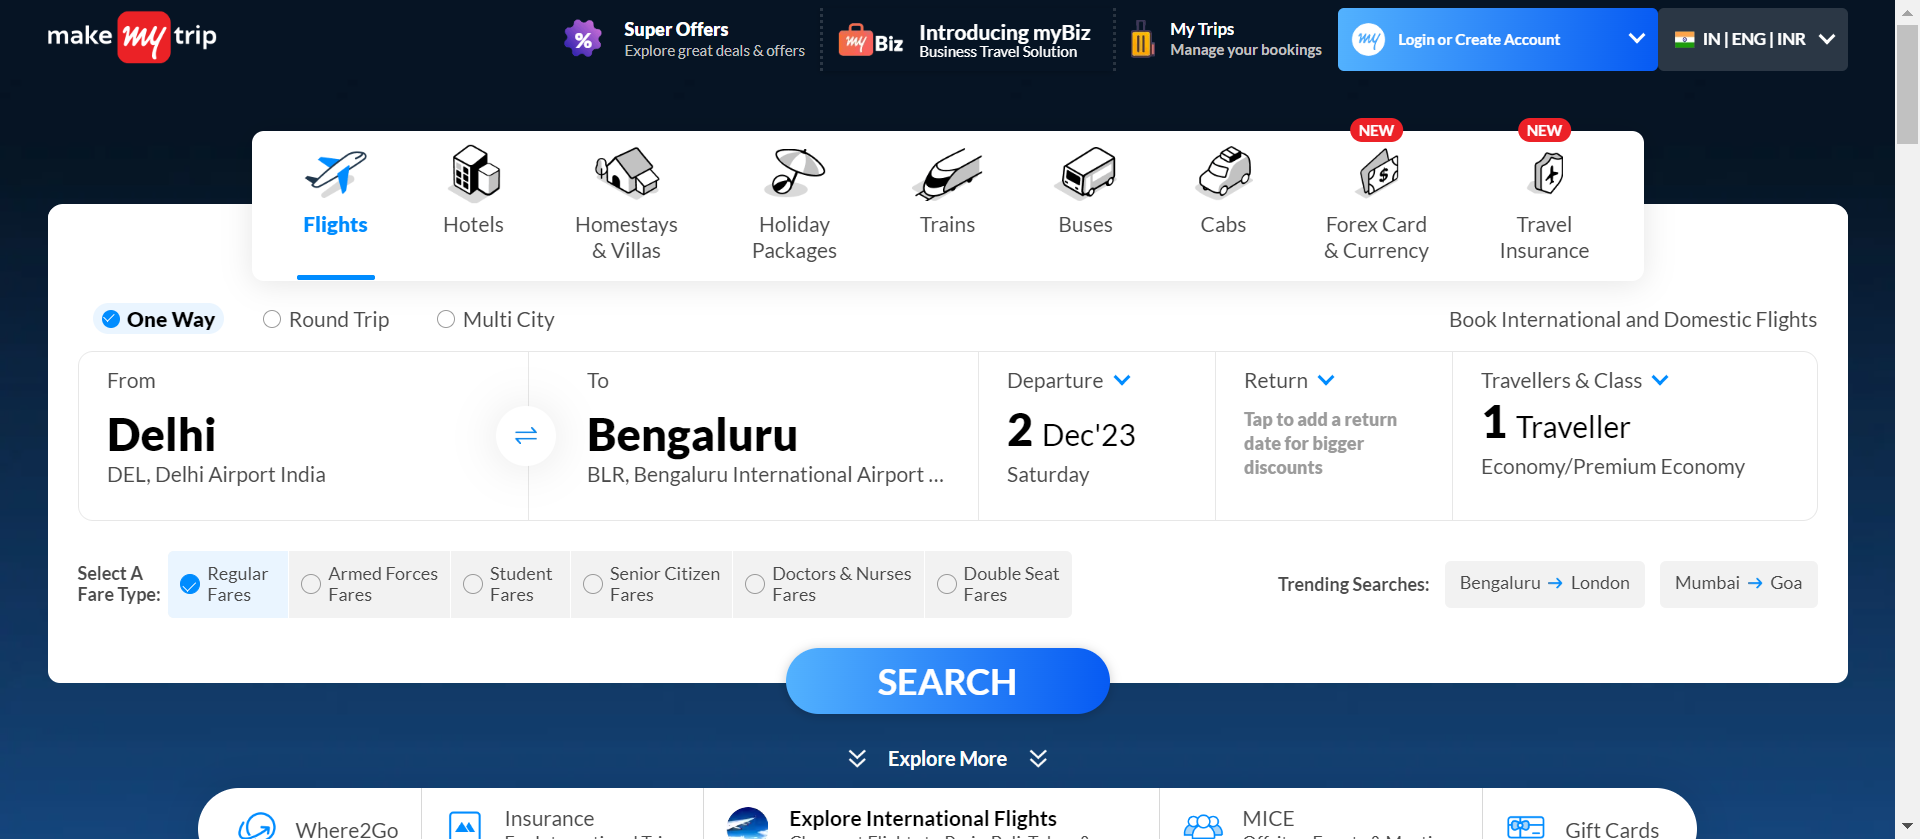 make my trip
%
Super Offers
Explore great deals & offers
my Biz
Introducing myBiz
Business Travel Solution
My Trips
Manage your bookings
my
Login or Create Account
IN | ENG | INR
NEW
NEW
Flights
Hotels
Homestays
& Villas
Holiday
Packages
Trains
Buses
Cabs
$
Forex Card
& Currency
Travel
Insurance
One Way
Round Trip
Multi City
Book International and Domestic Flights
From
Delhi
DEL, Delhi Airport India
To
Bengaluru
BLR, Bengaluru International Airport ...
Departure
2 Dec'23
Saturday
Return
Tap to add a return
date for bigger
discounts
Travellers & Class
1 Traveller
Economy/Premium Economy
Select A
Fare Type:
Regular
Fares
Armed Forces
Fares
Student
Fares
Senior Citizen
Fares
Doctors & Nurses
Fares
Double Seat
Fares
Trending Searches:
Bengaluru → London
Mumbai → Goa
SEARCH
Explore More
Where2Go
Insurance
Explore International Flights
MICE
Gift Cards